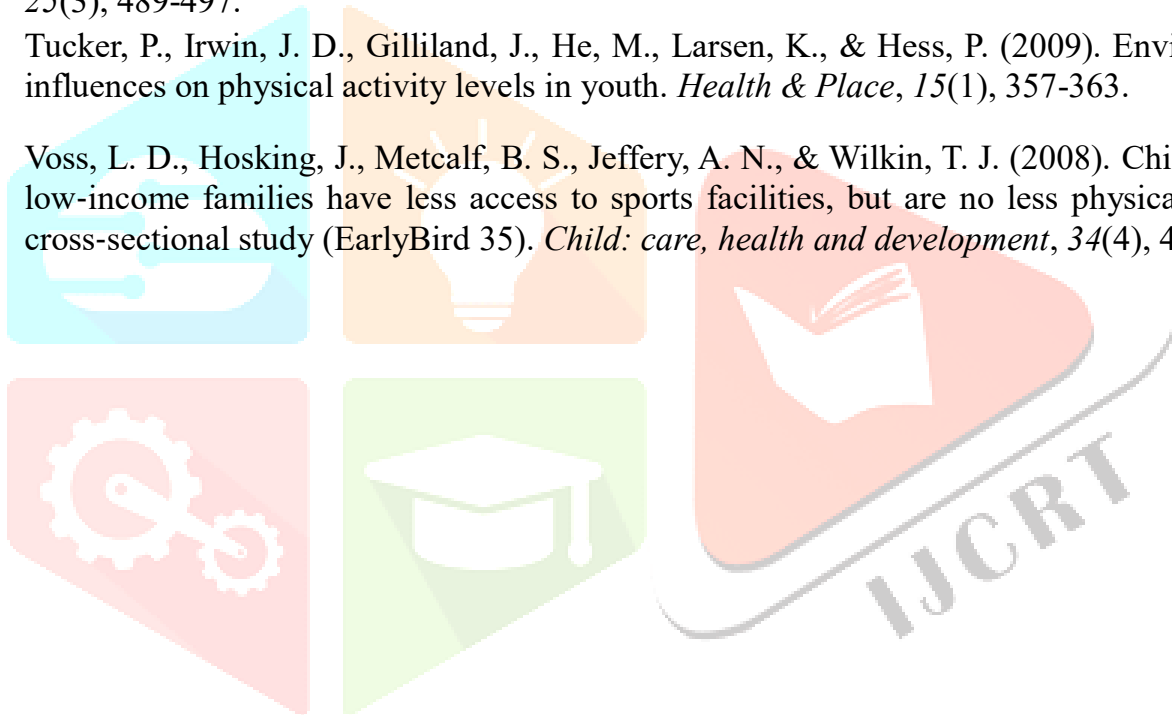 25(3), 489-497.
Tucker, P., Irwin, J. D., Gilliland, J., He, M., Larsen, K., & Hess, P. (2009). Envi
influences on physical activity levels in youth. Health & Place, 15(1), 357-363.
Voss, L. D., Hosking, J., Metcalf, B. S., Jeffery, A. N., & Wilkin, T. J. (2008). Chi
low-income families have less access to sports facilities, but are no less physica
cross-sectional study (EarlyBird 35). Child: care, health and development, 34(4), 4
IJCRT